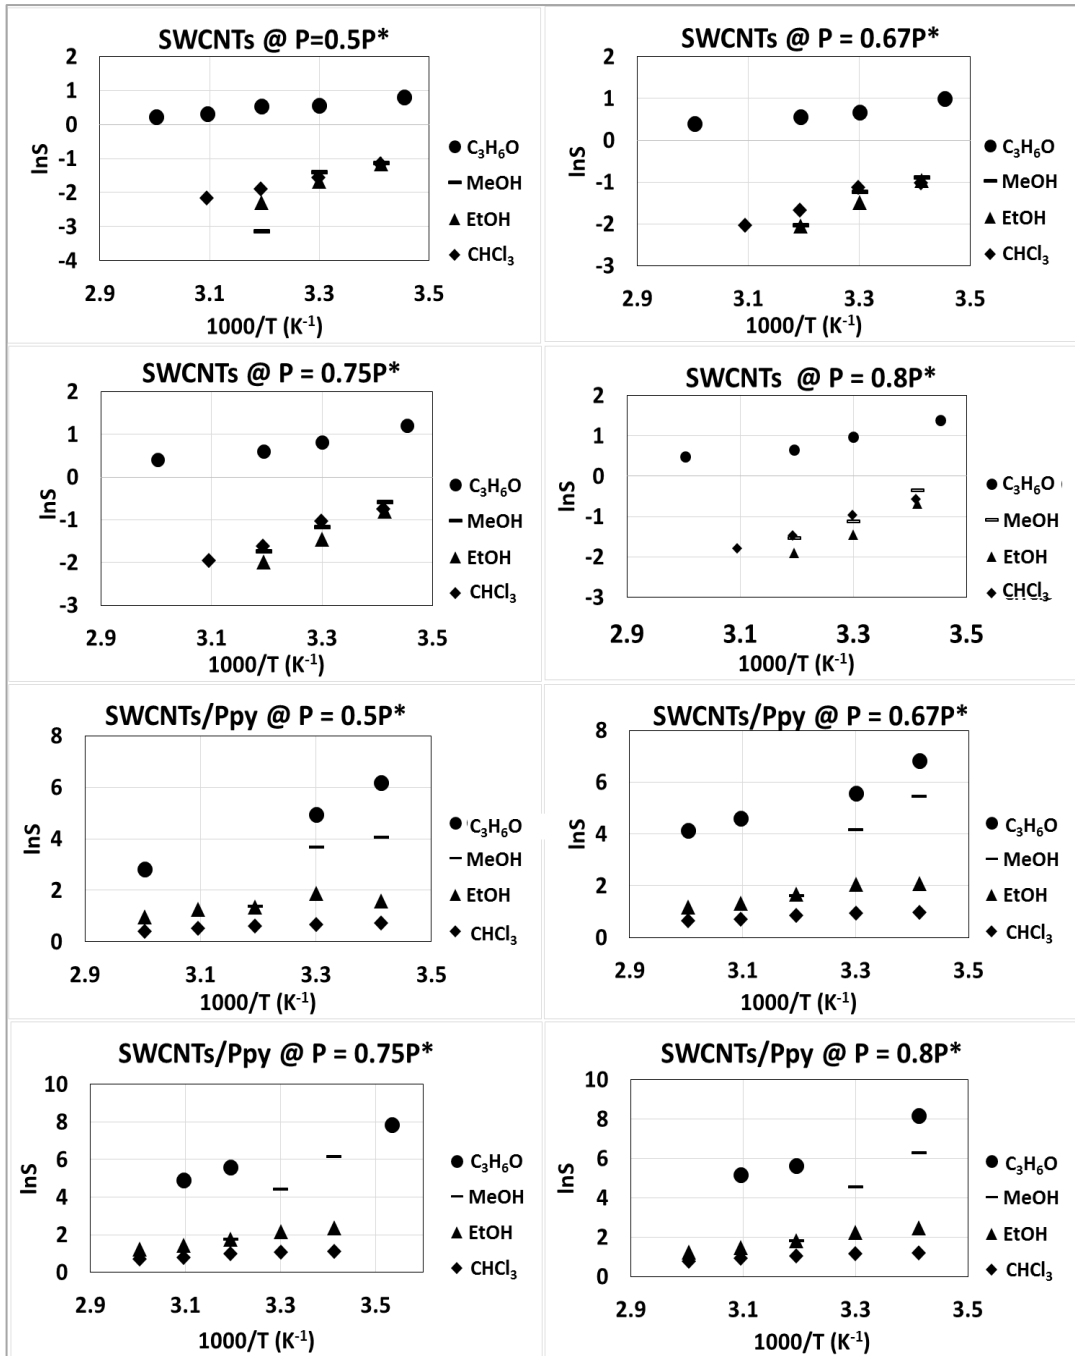 SWCNTs @ P=0.5P*
2
1
0
-1
-2
-3
-4
lnS
2.9 3.1 3.3 3.5
1000/T (K⁻¹)
C₃H₆O
MeOH
EtOH
CHCl₃
SWCNTs @ P = 0.67P*
2
1
0
-1
-2
-3
lnS
2.9 3.1 3.3 3.5
1000/T (K⁻¹)
C₃H₆O
MeOH
EtOH
CHCl₃
SWCNTs @ P = 0.75P*
2
1
0
-1
-2
-3
lnS
2.9 3.1 3.3 3.5
1000/T (K⁻¹)
C₃H₆O
MeOH
EtOH
CHCl₃
SWCNTs @ P = 0.8P*
2
1
0
-1
-2
-3
lnS
2.9 3.1 3.3 3.5
1000/T (K⁻¹)
C₃H₆O
MeOH
EtOH
CHCl₃
SWCNTs/Ppy @ P = 0.5P*
8
6
4
2
0
lnS
2.9 3.1 3.3 3.5
1000/T (K⁻¹)
C₃H₆O
MeOH
EtOH
CHCl₃
SWCNTs/Ppy @ P = 0.67P*
8
6
4
2
0
lnS
2.9 3.1 3.3 3.5
1000/T (K⁻¹)
C₃H₆O
MeOH
EtOH
CHCl₃
SWCNTs/Ppy @ P = 0.75P*
10
8
6
4
2
0
lnS
2.9 3.1 3.3 3.5
1000/T (K⁻¹)
C₃H₆O
MeOH
EtOH
CHCl₃
SWCNTs/Ppy @ P = 0.8P*
10
8
6
4
2
0
lnS
2.9 3.1 3.3 3.5
1000/T (K⁻¹)
C₃H₆O
MeOH
EtOH
CHCl₃